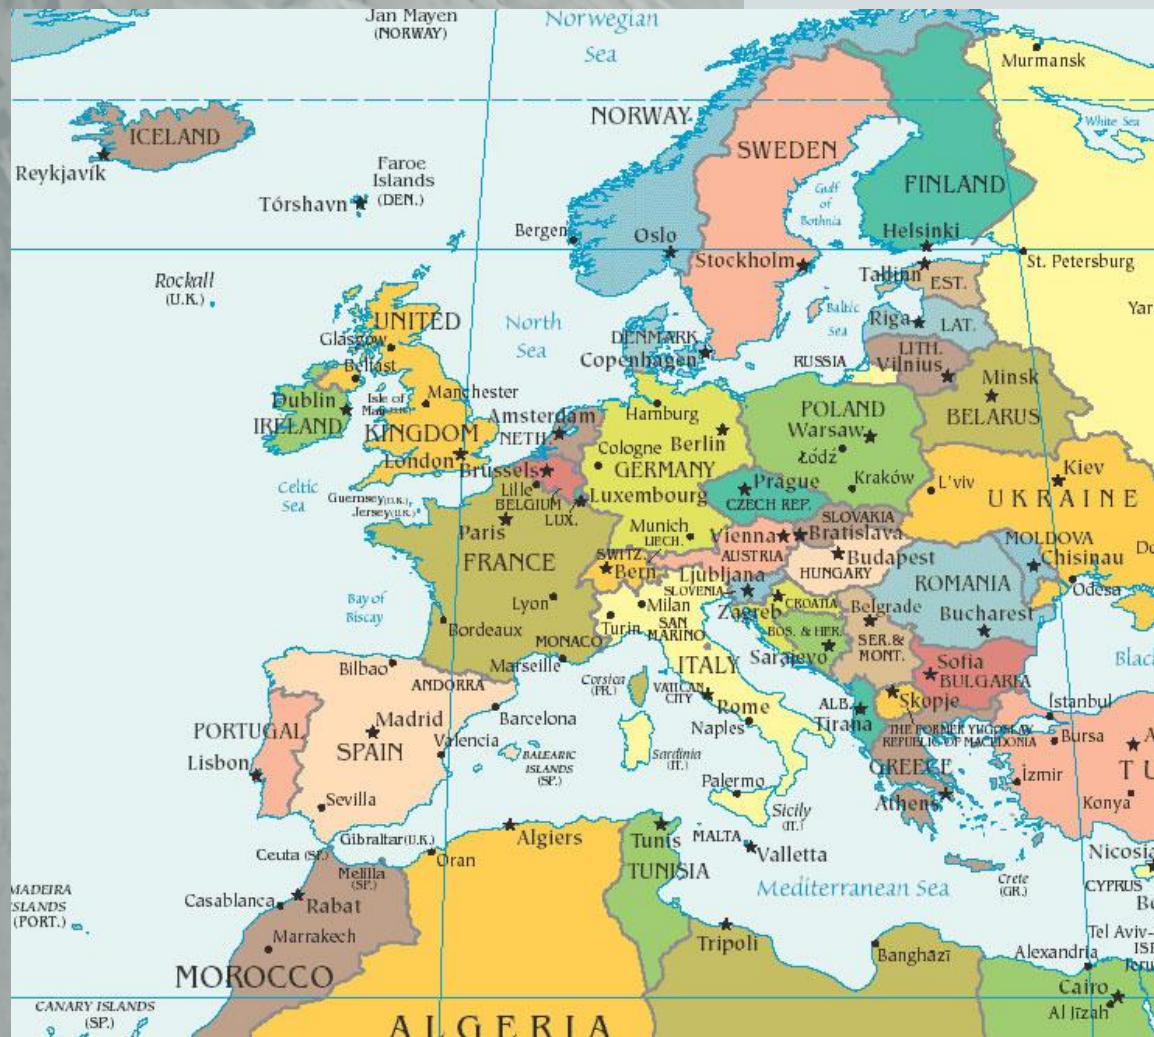 Jan Mayen
(NORWAY)
Norwegian
Sea
Murmansk
White Sea
ICELAND
Reykjavík
NORWAY
SWEDEN
FINLAND
Faroe
Islands
(DEN.)
Tórshavn
Gulf
of
Bothnia
Bergen
Oslo
Helsinki
Stockholm
Tallinn
EST.
St. Petersburg
Rockall
(U.K.)
Yar
UNITED
North
Sea
Baltic
Sea
Riga
LAT.
Glasgow
DENMARK
Copenhagen
RUSSIA
LITH.
Vilnius
Belfast
Minsk
BELARUS
Dublin
IRELAND
Isle of
Manchester
KINGDOM
London
Amsterdam
NETH.
Hamburg
Berlin
POLAND
Warsaw
Łódź
Brussels
Cologne
GERMANY
Prague
CZECH REP.
Kraków
L'viv
Kiev
UKRAINE
Celtic
Sea
Guernsey (U.K.)
Jersey (U.K.)
Lille
BELGIUM
LUX.
Luxembourg
Paris
FRANCE
Munich
LIECH.
Vienna
AUSTRIA
SLOVAKIA
Bratislava
Budapest
HUNGARY
MOLDOVA
Chisinau
Do
Odesa
SWITZ.
Bern
Ljubljana
SLOVENIA
Zagreb
CROATIA
ROMANIA
Bucharest
Bay of
Biscay
Lyon
Bordeaux
Milan
Turin
SAN
MARINO
MONACO
Marseille
BOS. & HER.
Sarajevo
Belgrade
SER.&
MONT.
Sofia
BULGARIA
Black
Bilbao
ANDORRA
Corsica
(FR.)
ITALY
VATICAN
CITY
Rome
Naples
ALB.
Tirana
Skopje
THE FORMER YUGOSLAV
REPUBLIC OF MACEDONIA
İstanbul
Bursa
A
PORTUGAL
Lisbon
Madrid
SPAIN
Barcelona
Valencia
BALEARIC
ISLANDS
(SP.)
Sardinia
(IT.)
GREECE
Athens
İzmir
TU
Konya
Sevilla
Palermo
Sicily
(IT.)
Gibraltar (U.K.)
Ceuta (SP.)
Melilla
(SP.)
Oran
Algiers
Tunis
TUNISIA
MALTA
Valletta
Mediterranean Sea
Crete
(GR.)
Nicosia
CYPRUS
Be
MADEIRA
ISLANDS
(PORT.)
Casablanca
Rabat
Marrakech
MOROCCO
Tripoli
Banghāzī
Tel Aviv-
ISR
Jeru
Alexandria
Cairo
Al Jīzah
CANARY ISLANDS
(SP.)
ALGERIA